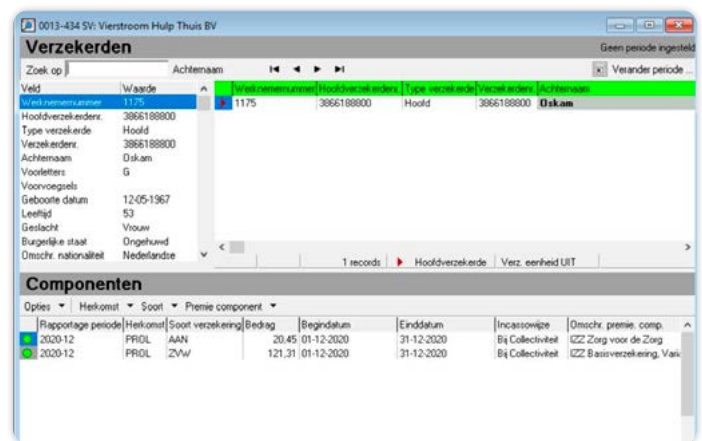 0013-434 SV: Vierstroom Hulp Thuis BV
Verzekerden Geen periode ingesteld
Zoek op Achternaam Verander periode ...
Veld Waarde
Werknemernummer 1175
Hoofdverzekerdenr. 3866188800
Type verzekerde Hoofd
Verzekerdenr. 3866188800
Achternaam Oskam
Voorletters G
Voorvoegsels
Geboorte datum 12-05-1967
Leeftijd 53
Geslacht Vrouw
Burgerlijke staat Ongehuwd
Omschr. nationaliteit Nederlandse
Werknemernummer Hoofdverzekerdenr. Type verzekerde Verzekerdenr. Achternaam
1175 3866188800 Hoofd 3866188800 Oskam
1 records Hoofdverzekerde Verz. eenheid UIT
Componenten
Opties Herkomst Soort Premie component
Rapportage periode Herkomst Soort verzekering Bedrag Begindatum Einddatum Incassowijze Omschr. premie. comp.
2020-12 PROL AAN 20,45 01-12-2020 31-12-2020 Bij Collectiviteit IZZ Zorg voor de Zorg
2020-12 PROL ZVW 121,31 01-12-2020 31-12-2020 Bij Collectiviteit IZZ Basisverzekering, Vari